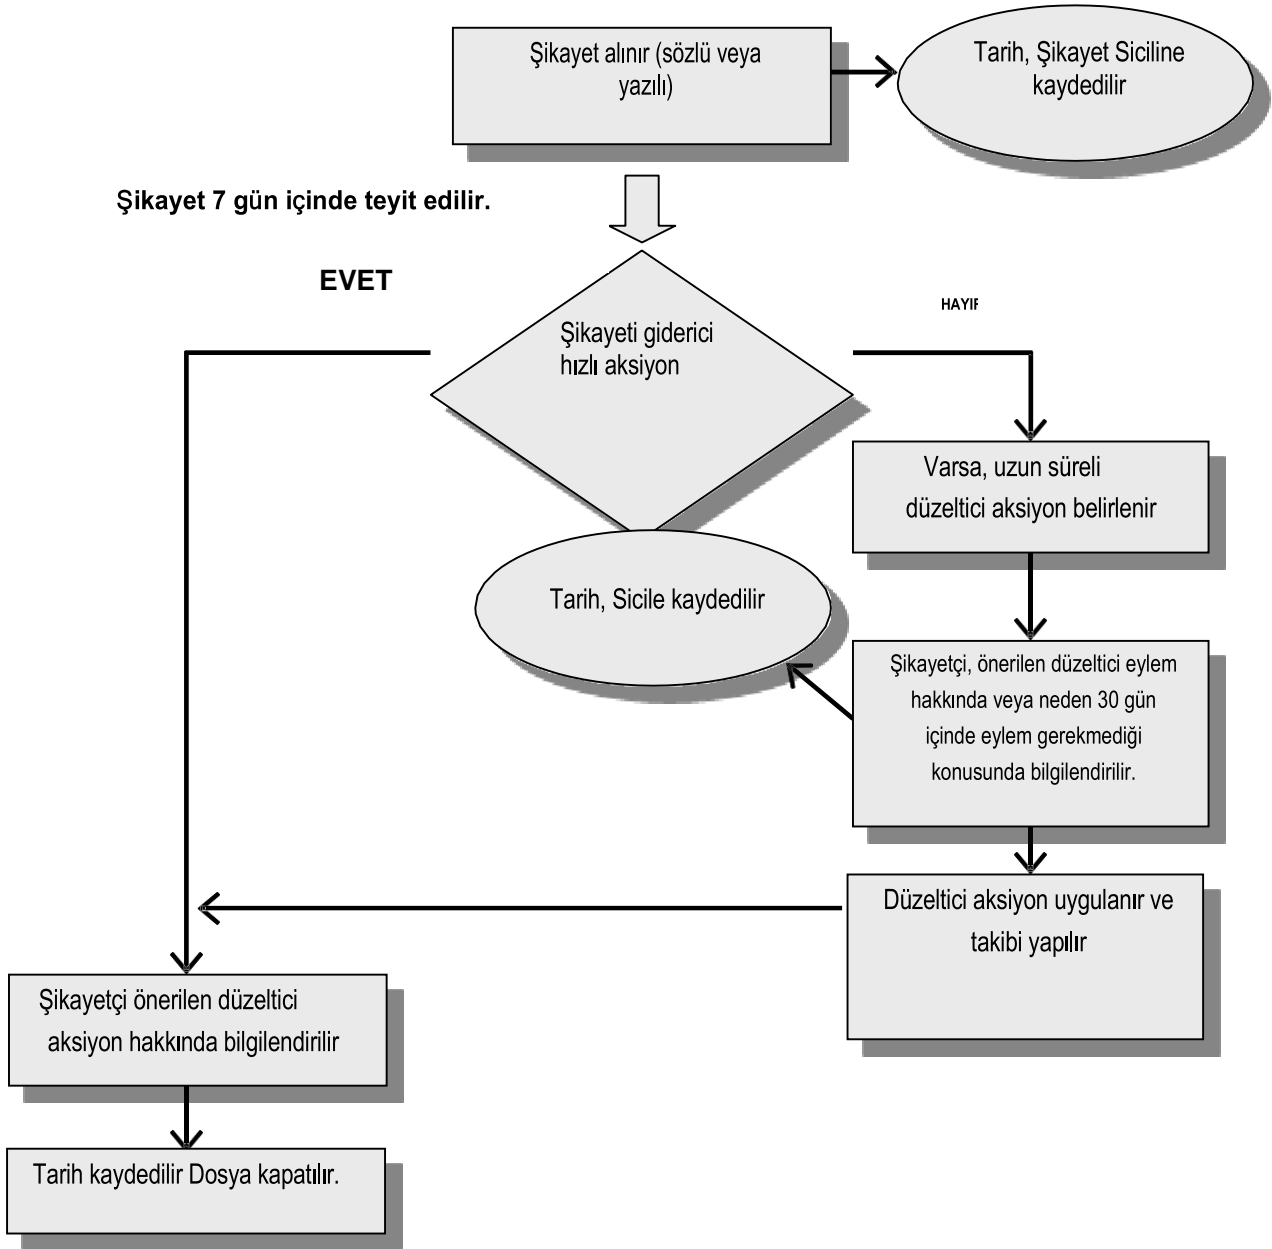 Şikayet alınır (sözlü veya
yazılı)
Tarih, Şikayet Siciline
kaydedilir
Şikayet 7 gün içinde teyit edilir.
EVET
HAYIF
Şikayeti giderici
hızlı aksiyon
Varsa, uzun süreli
düzeltici aksiyon belirlenir
Tarih, Sicile kaydedilir
Şikayetçi, önerilen düzeltici eylem
hakkında veya neden 30 gün
içinde eylem gerekmediği
konusunda bilgilendirilir.
Düzeltici aksiyon uygulanır ve
takibi yapılır
Şikayetçi önerilen düzeltici
aksiyon hakkında bilgilendirilir
Tarih kaydedilir Dosya kapatılır.